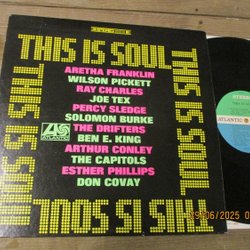 THIS IS SOUL
THIS IS SOUL
THIS IS SOUL
THIS IS SOUL
ARETHA FRANKLIN
WILSON PICKETT
RAY CHARLES
JOE TEX
PERCY SLEDGE
SOLOMON BURKE
THE DRIFTERS
BEN E. KING
ARTHUR CONLEY
THE CAPITOLS
ESTHER PHILLIPS
DON COVAY
ATLANTIC
ATLANTIC